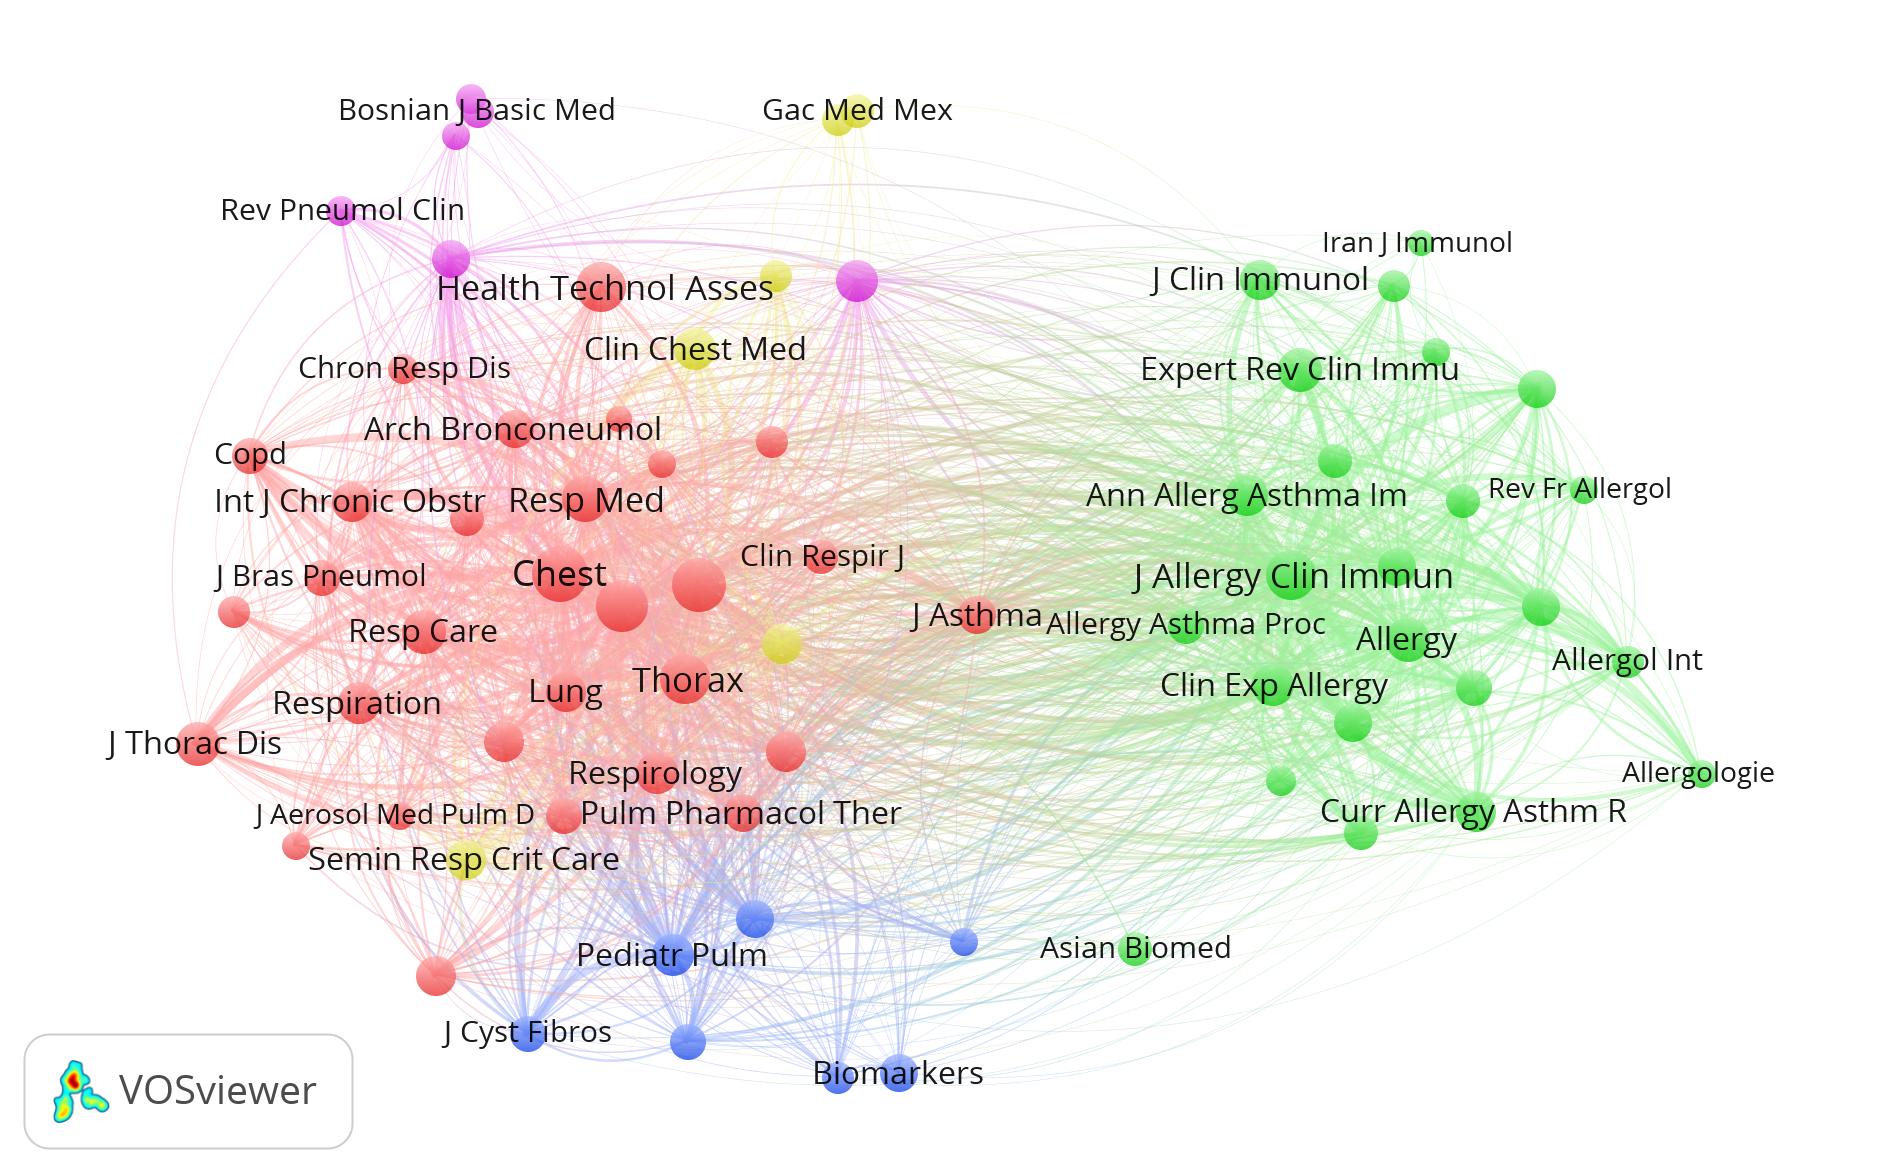 Bosnian J Basic Med
Gac Med Mex
Rev Pneumol Clin
Iran J Immunol
J Clin Immunol
Health Technol Asses
Clin Chest Med
Chron Resp Dis
Expert Rev Clin Immu
Arch Bronconeumol
Copd
Int J Chronic Obstr
Resp Med
Ann Allerg Asthma Im
Rev Fr Allergol
Clin Respir J
Chest
J Bras Pneumol
J Allergy Clin Immun
J Asthma
Allergy Asthma Proc
Resp Care
Allergy
Allergol Int
Thorax
Lung
Clin Exp Allergy
Respiration
J Thorac Dis
Respirology
Allergologie
J Aerosol Med Pulm D
Pulm Pharmacol Ther
Curr Allergy Asthm R
Semin Resp Crit Care
Pediatr Pulm
Asian Biomed
J Cyst Fibros
Biomarkers
VOSviewer